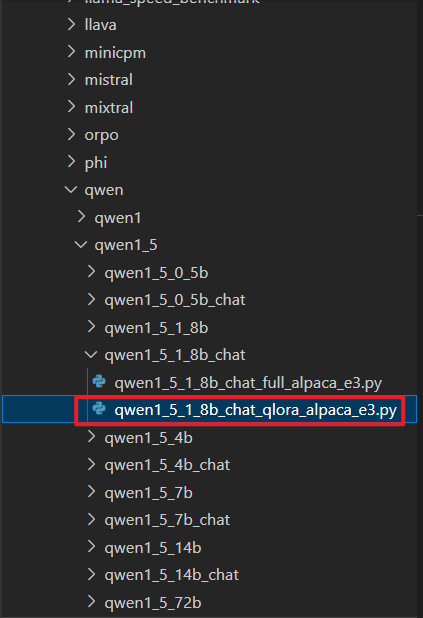 llama_speed_benchmark
llava
minicpm
mistral
mixtral
orpo
phi
qwen
qwen1
qwen1_5
qwen1_5_0_5b
qwen1_5_0_5b_chat
qwen1_5_1_8b
qwen1_5_1_8b_chat
qwen1_5_1_8b_chat_full_alpaca_e3.py
qwen1_5_1_8b_chat_qlora_alpaca_e3.py
qwen1_5_4b
qwen1_5_4b_chat
qwen1_5_7b
qwen1_5_7b_chat
qwen1_5_14b
qwen1_5_14b_chat
qwen1_5_72b